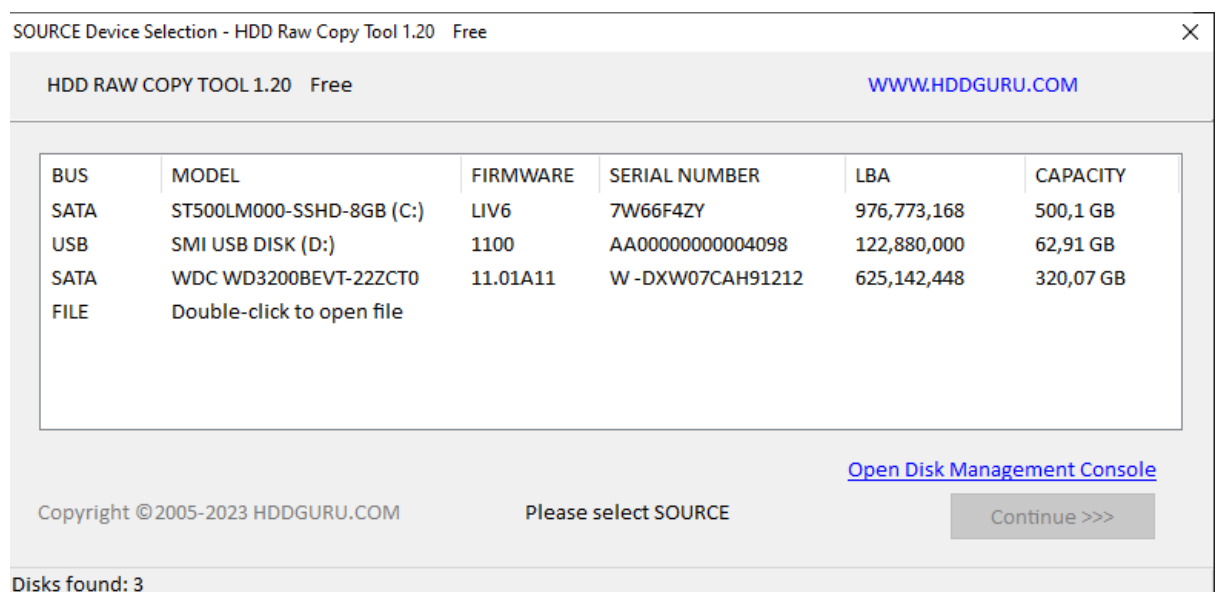 SOURCE Device Selection - HDD Raw Copy Tool 1.20 Free
HDD RAW COPY TOOL 1.20 Free WWW.HDDGURU.COM
BUS MODEL FIRMWARE SERIAL NUMBER LBA CAPACITY
SATA ST500LM000-SSHD-8GB (C:) LIV6 7W66F4ZY 976,773,168 500,1 GB
USB SMI USB DISK (D:) 1100 AA00000000004098 122,880,000 62,91 GB
SATA WDC WD3200BEVT-22ZCT0 11.01A11 W -DXW07CAH91212 625,142,448 320,07 GB
FILE Double-click to open file
Open Disk Management Console
Copyright ©2005-2023 HDDGURU.COM Please select SOURCE Continue >>>
Disks found: 3